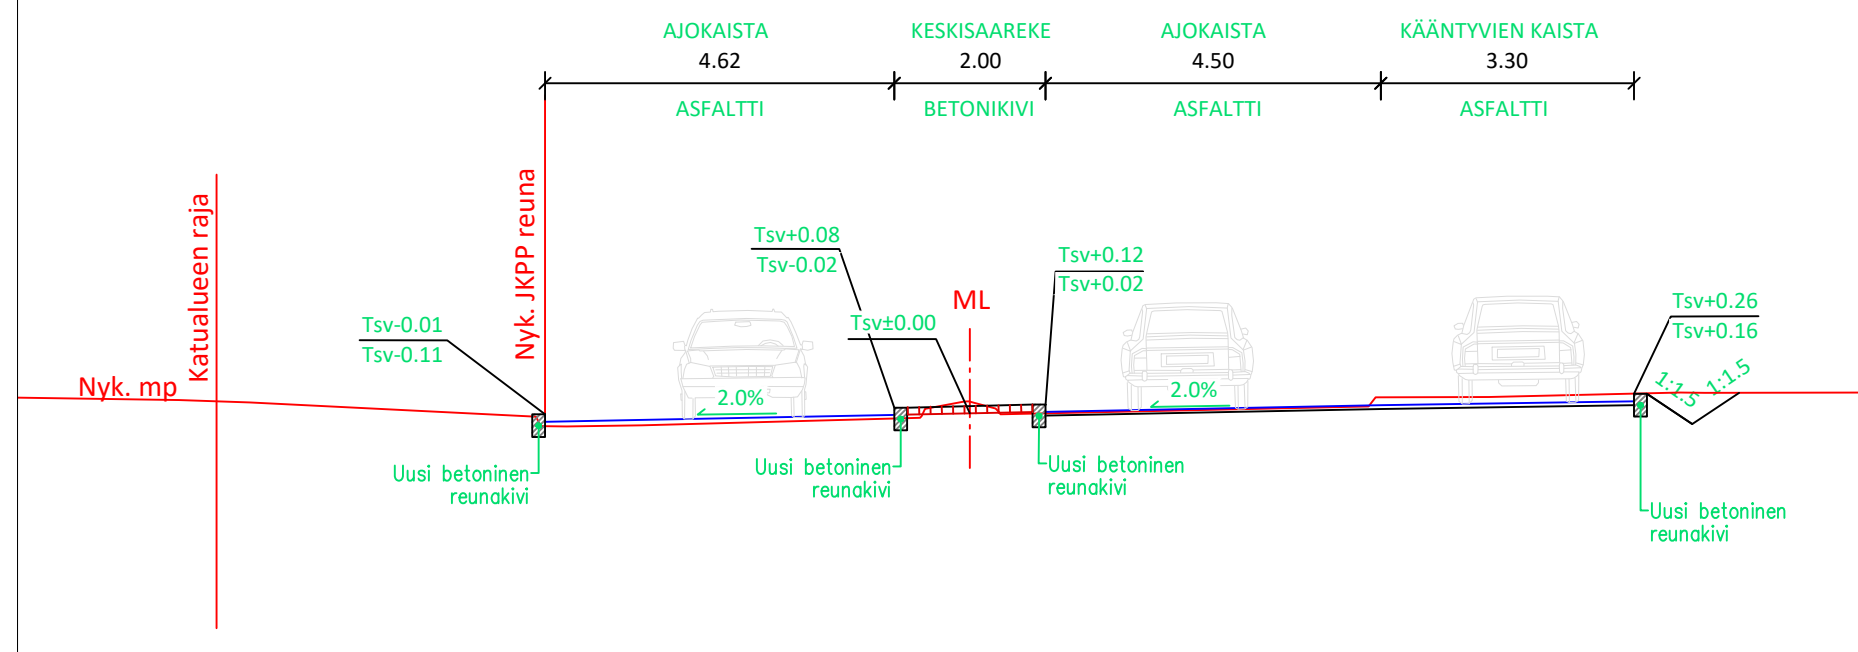 AJOKAISTA KESKISAAREKE AJOKAISTA KÄÄNTYVIEN KAISTA
4.62 2.00 4.50 3.30
ASFALTTI BETONIKIVI ASFALTTI ASFALTTI
Katualueen raja
Nyk. JKPP reuna
Tsv+0.08
Tsv-0.02
Tsv+0.12
Tsv+0.02
ML
Tsv±0.00
Tsv-0.01
Tsv-0.11
Tsv+0.26
Tsv+0.16
Nyk. mp
2.0%
2.0%
1:1.5
1:1.5
Uusi betoninen
reunakivi
Uusi betoninen
reunakivi
Uusi betoninen
reunakivi
Uusi betoninen
reunakivi